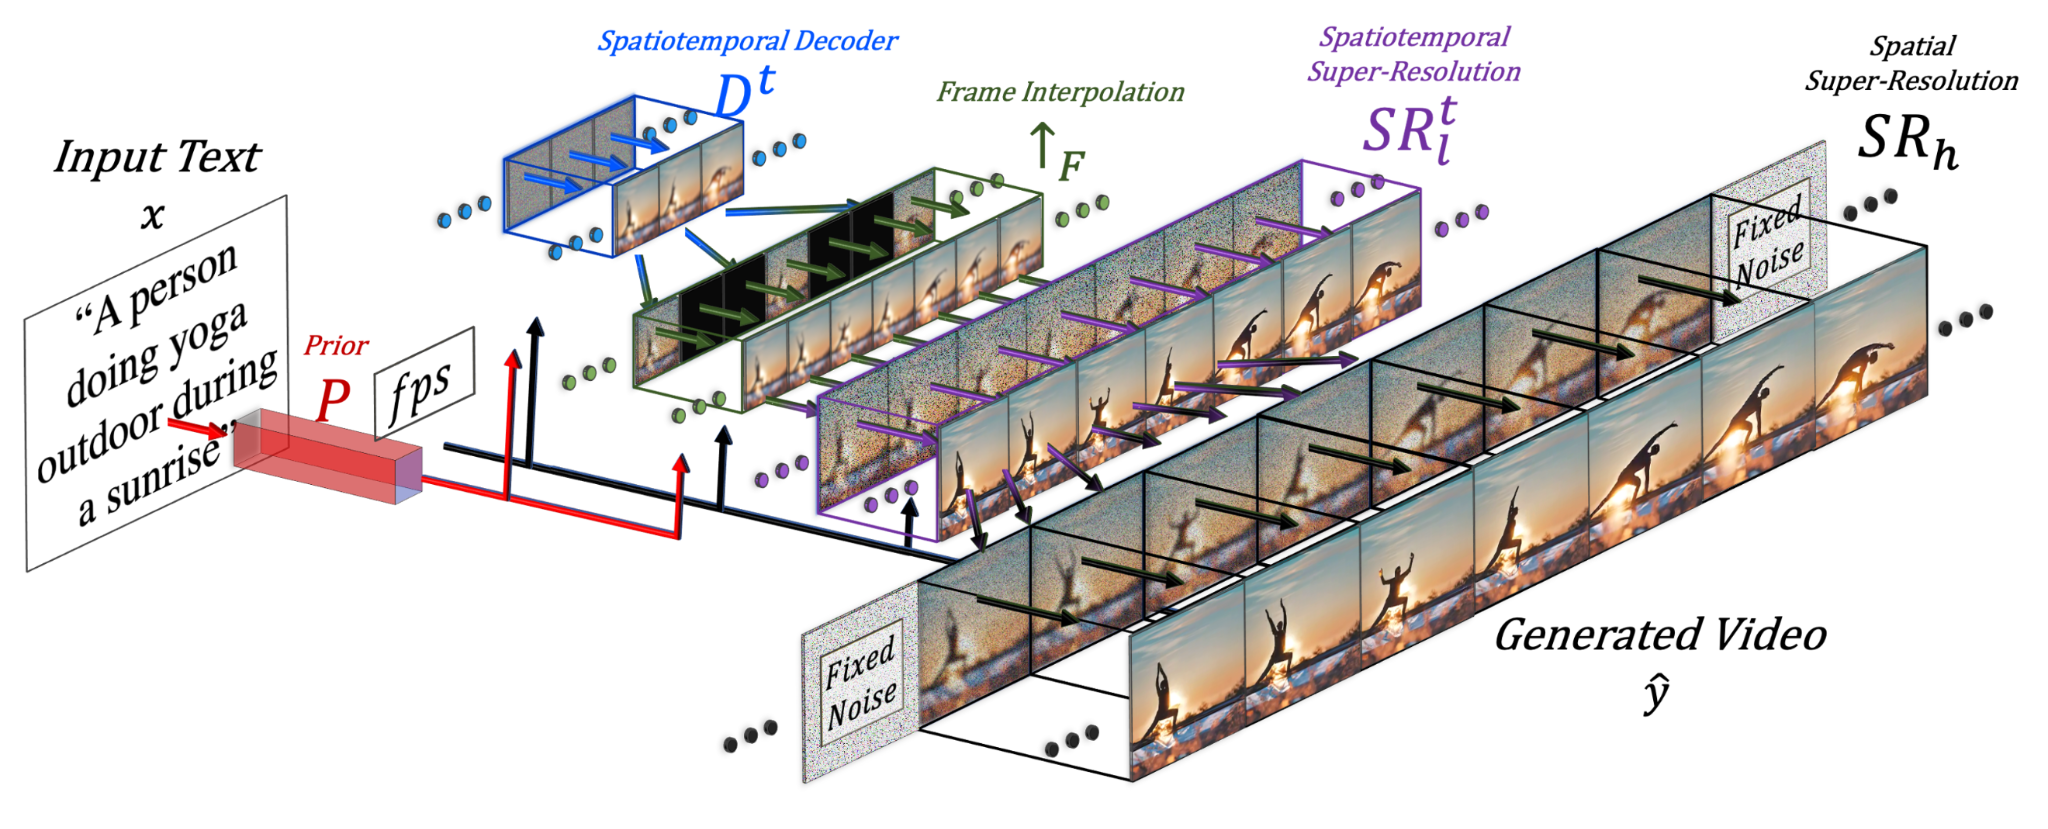 Input Text
x
“A person
doing yoga
outdoor during
a sunrise”
Prior
P
fps
Spatiotemporal Decoder
D^t
Frame Interpolation
↑_F
Spatiotemporal
Super-Resolution
SR_l^t
Spatial
Super-Resolution
SR_h
Fixed
Noise
Fixed
Noise
Generated Video
ŷ